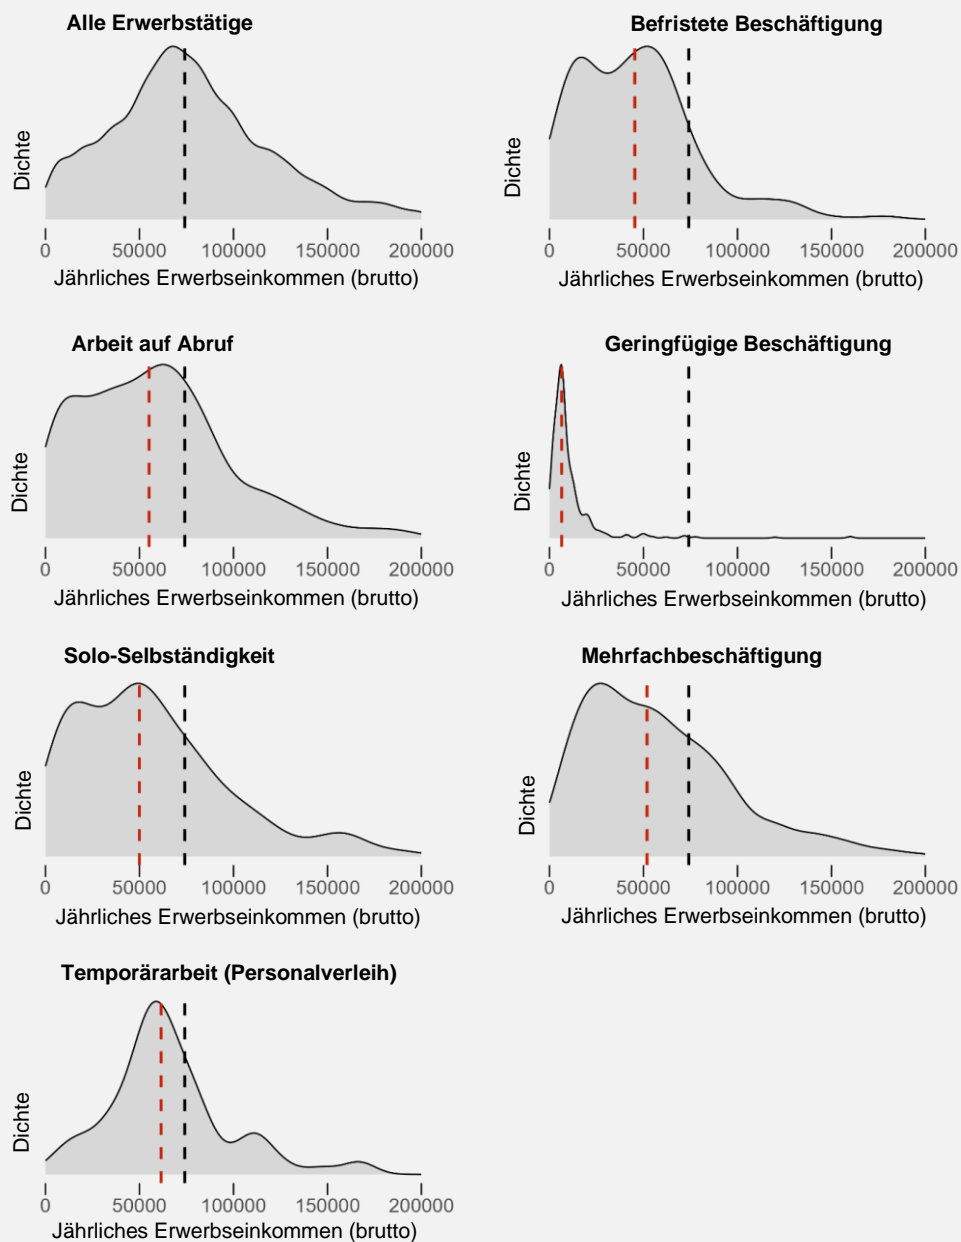 Alle Erwerbstätige
Dichte
0 50000 100000 150000 200000
Jährliches Erwerbseinkommen (brutto)
Befristete Beschäftigung
Dichte
0 50000 100000 150000 200000
Jährliches Erwerbseinkommen (brutto)
Arbeit auf Abruf
Dichte
0 50000 100000 150000 200000
Jährliches Erwerbseinkommen (brutto)
Geringfügige Beschäftigung
Dichte
0 50000 100000 150000 200000
Jährliches Erwerbseinkommen (brutto)
Solo-Selbständigkeit
Dichte
0 50000 100000 150000 200000
Jährliches Erwerbseinkommen (brutto)
Mehrfachbeschäftigung
Dichte
0 50000 100000 150000 200000
Jährliches Erwerbseinkommen (brutto)
Temporärarbeit (Personalverleih)
Dichte
0 50000 100000 150000 200000
Jährliches Erwerbseinkommen (brutto)